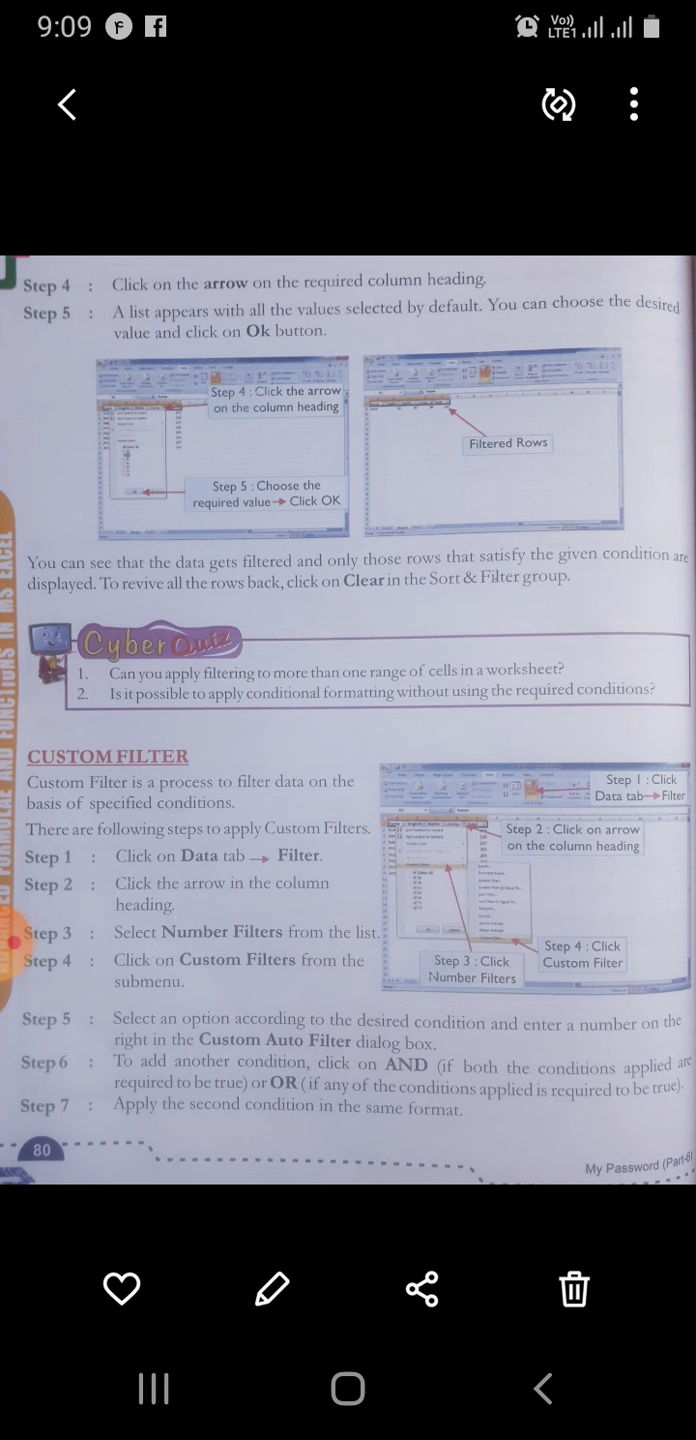 9:09
Vo))
LTE1
Step 4 : Click on the arrow on the required column heading.
Step 5 : A list appears with all the values selected by default. You can choose the desired
value and click on Ok button.
Step 4 : Click the arrow
on the column heading
Step 5 : Choose the
required value→ Click OK
Filtered Rows
You can see that the data gets filtered and only those rows that satisfy the given condition are
displayed. To revive all the rows back, click on Clear in the Sort & Filter group.
Cyber Quiz
1. Can you apply filtering to more than one range of cells in a worksheet?
2. Is it possible to apply conditional formatting without using the required conditions?
CUSTOM FILTER
Custom Filter is a process to filter data on the
basis of specified conditions.
There are following steps to apply Custom Filters.
Step 1 : Click on Data tab → Filter.
Step 2 : Click the arrow in the column
heading.
Step 3 : Select Number Filters from the list.
Step 4 : Click on Custom Filters from the
submenu.
Step 1 : Click
Data tab→Filter
Step 2 : Click on arrow
on the column heading
Step 3 : Click
Number Filters
Step 4 : Click
Custom Filter
Step 5 : Select an option according to the desired condition and enter a number on the
right in the Custom Auto Filter dialog box.
Step 6 : To add another condition, click on AND (if both the conditions applied are
required to be true) or OR (if any of the conditions applied is required to be true).
Step 7 : Apply the second condition in the same format.
FORMULAE AND FUNCTIONS IN MS EXCEL
80
My Password (Part-6)